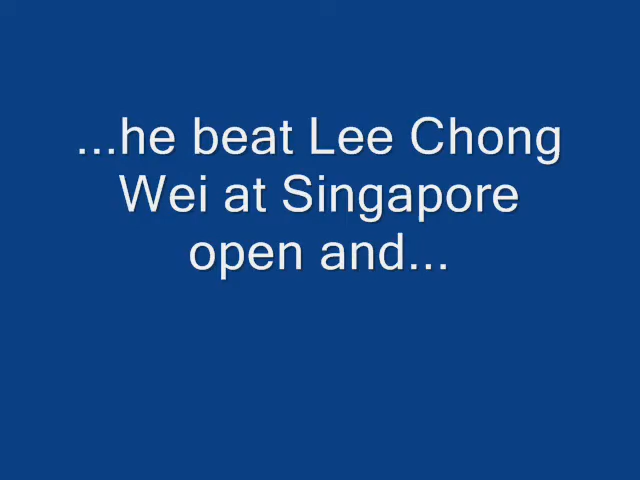 ...he beat Lee Chong
Wei at Singapore
open and...